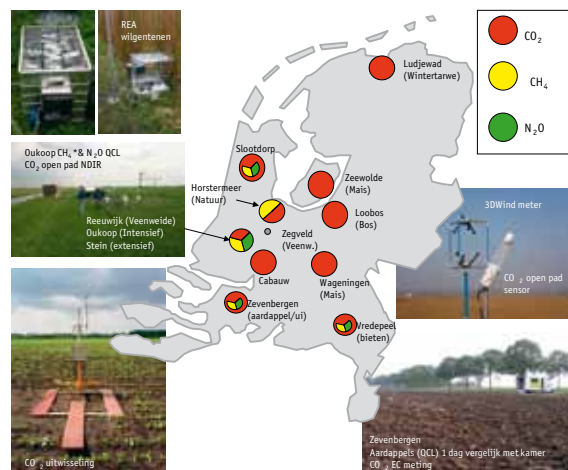 REA
wilgentenen
CO₂
CH₄
N₂O
Ludjewad
(Wintertarwe)
Oukoop CH₄ *& N₂O QCL
CO₂ open pad NDIR
Slootdorp
Horstermeer
(Natuur)
Zeewolde
(Mais)
Loobos
(Bos)
Reeuwijk (Veenweide)
Oukoop (Intensief)
Stein (extensief)
Zegveld
(Veenw.)
3DWind meter
CO₂ open pad
sensor
Cabauw
Wageningen
(Mais)
Zevenbergen
(aardappel/ui)
Vredepeel
(bieten)
CO₂ uitwisseling
Zevenbergen
Aardappels (QCL) 1 dag vergelijk met kamer
CO₂ EC meting